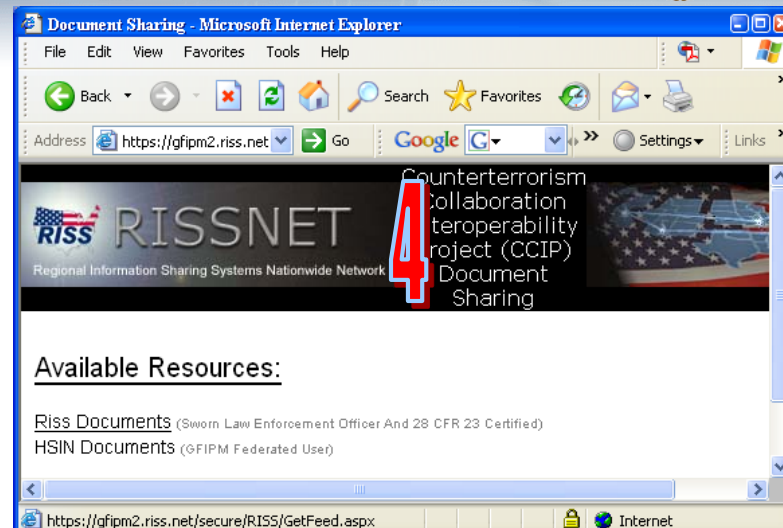 Document Sharing - Microsoft Internet Explorer
File Edit View Favorites Tools Help
Back Search Favorites
Address https://gfipm2.riss.net Go Google G Settings Links
RISS RISSNET
Regional Information Sharing Systems Nationwide Network
4
Counterterrorism
Collaboration
teroperability
roject (CCIP)
Document
Sharing
Available Resources:
Riss Documents (Sworn Law Enforcement Officer And 28 CFR 23 Certified)
HSIN Documents (GFIPM Federated User)
https://gfipm2.riss.net/secure/RISS/GetFeed.aspx Internet